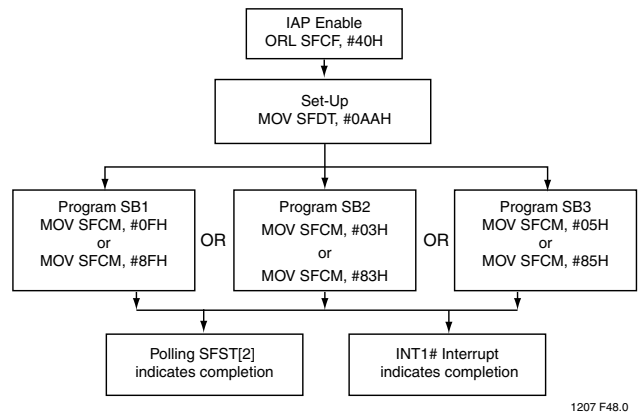 IAP Enable
ORL SFCF, #40H
Set-Up
MOV SFDT, #0AAH
Program SB1
MOV SFCM, #0FH
or
MOV SFCM, #8FH
OR
Program SB2
MOV SFCM, #03H
or
MOV SFCM, #83H
OR
Program SB3
MOV SFCM, #05H
or
MOV SFCM, #85H
Polling SFST[2]
indicates completion
INT1# Interrupt
indicates completion
1207 F48.0